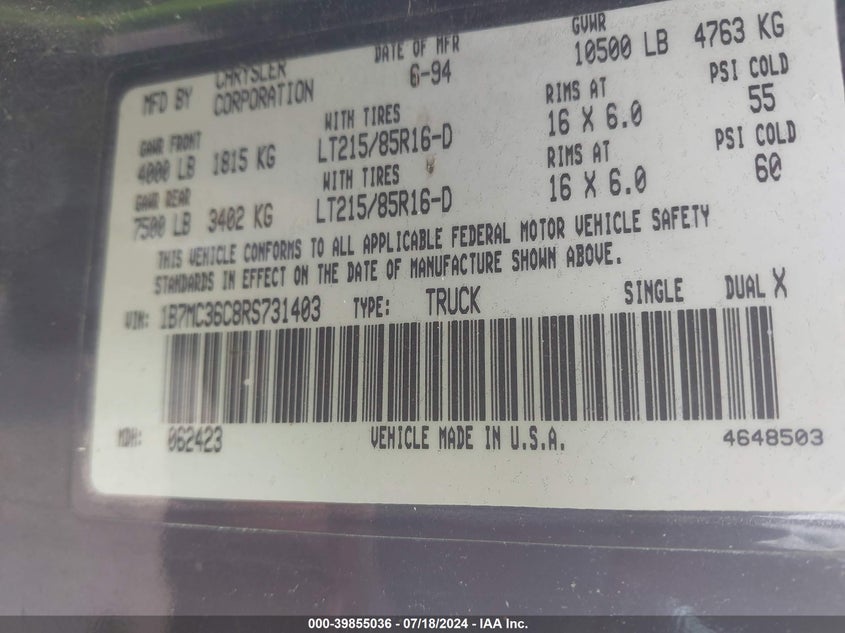 MFD BY CHRYSLER CORPORATION DATE OF MFR 6-94 GVWR 10500 LB 4763 KG
GAWR FRONT 4000 LB 1815 KG WITH TIRES LT215/85R16-D RIMS AT 16 X 6.0 PSI COLD 55
GAWR REAR 7500 LB 3402 KG WITH TIRES LT215/85R16-D RIMS AT 16 X 6.0 PSI COLD 60
THIS VEHICLE CONFORMS TO ALL APPLICABLE FEDERAL MOTOR VEHICLE SAFETY
STANDARDS IN EFFECT ON THE DATE OF MANUFACTURE SHOWN ABOVE.
VIN: 1B7MC36C8RS731403 TYPE: TRUCK SINGLE DUAL X
MDH: 062423 VEHICLE MADE IN U.S.A. 4648503
000-39855036 - 07/18/2024 - IAA Inc.